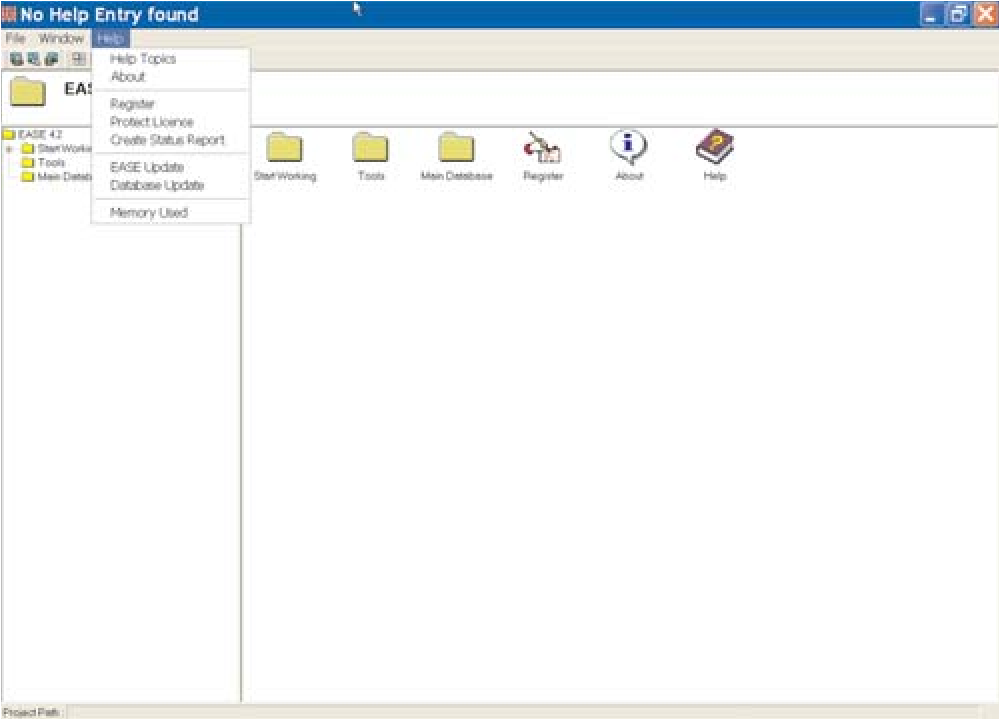 No Help Entry found
File Window Help
Help Topics
About
EAS
Register
Protect Licence
Create Status Report
EASE Update
Database Update
Memory Used
EASE 4.2
Start Worki
Tools
Main Datab
Start Working
Tools
Main Database
Register
About
Help
Project Path :